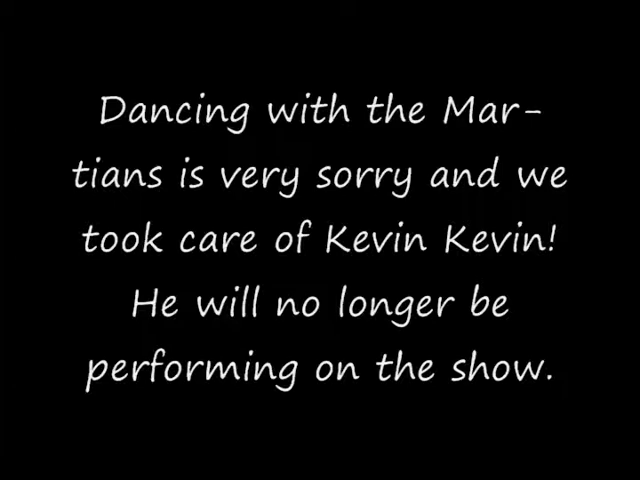 Dancing with the Mar-
tians is very sorry and we
took care of Kevin Kevin!
He will no longer be
performing on the show.